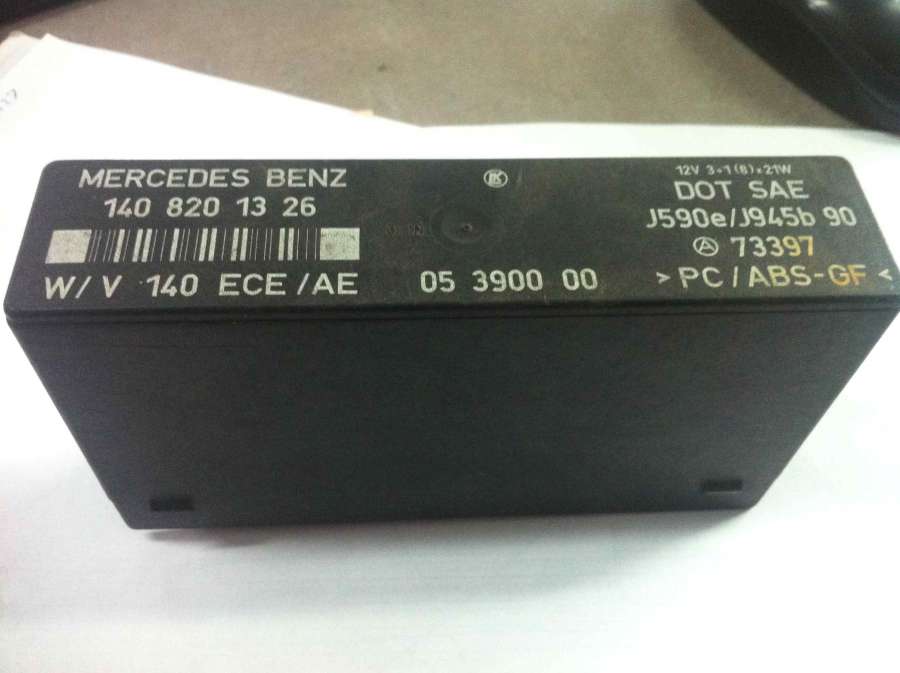 MERCEDES BENZ
140 820 13 26
W/V 140 ECE/AE
05 3900 00
12V 3+1(6)×21W
DOT SAE
J590e/J945b 90
Ⓐ 73397
>PC/ABS-GF<